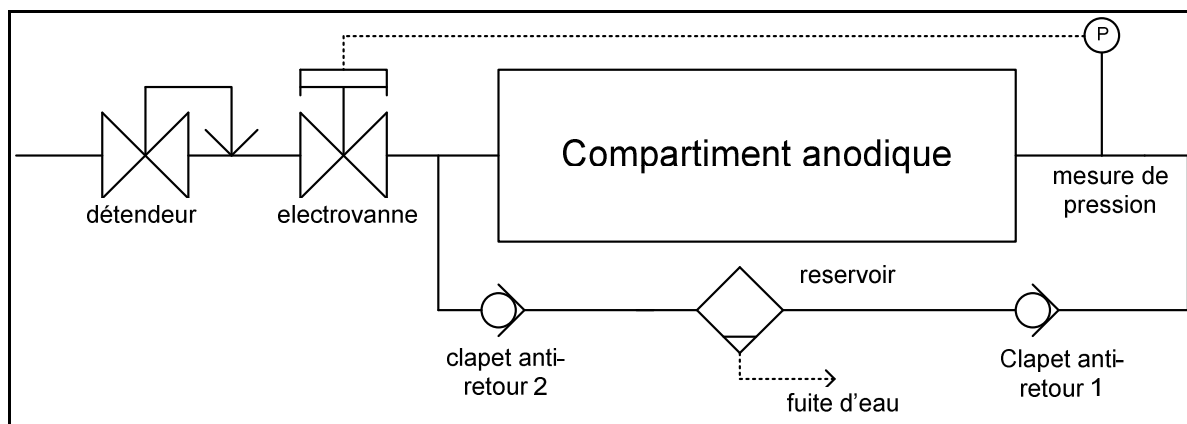 P
Compartiment anodique
détendeur
electrovanne
mesure de
pression
reservoir
clapet anti-
retour 2
Clapet anti-
retour 1
fuite d'eau